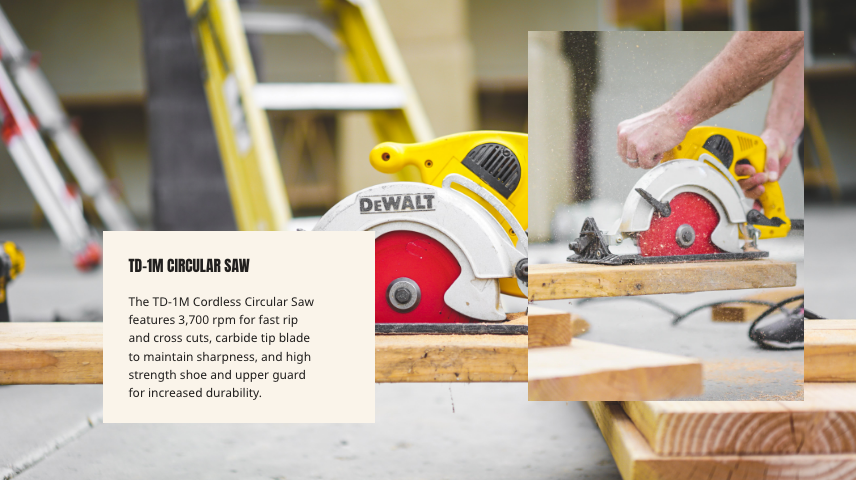 DEWALT
TD-1M CIRCULAR SAW
The TD-1M Cordless Circular Saw
features 3,700 rpm for fast rip
and cross cuts, carbide tip blade
to maintain sharpness, and high
strength shoe and upper guard
for increased durability.